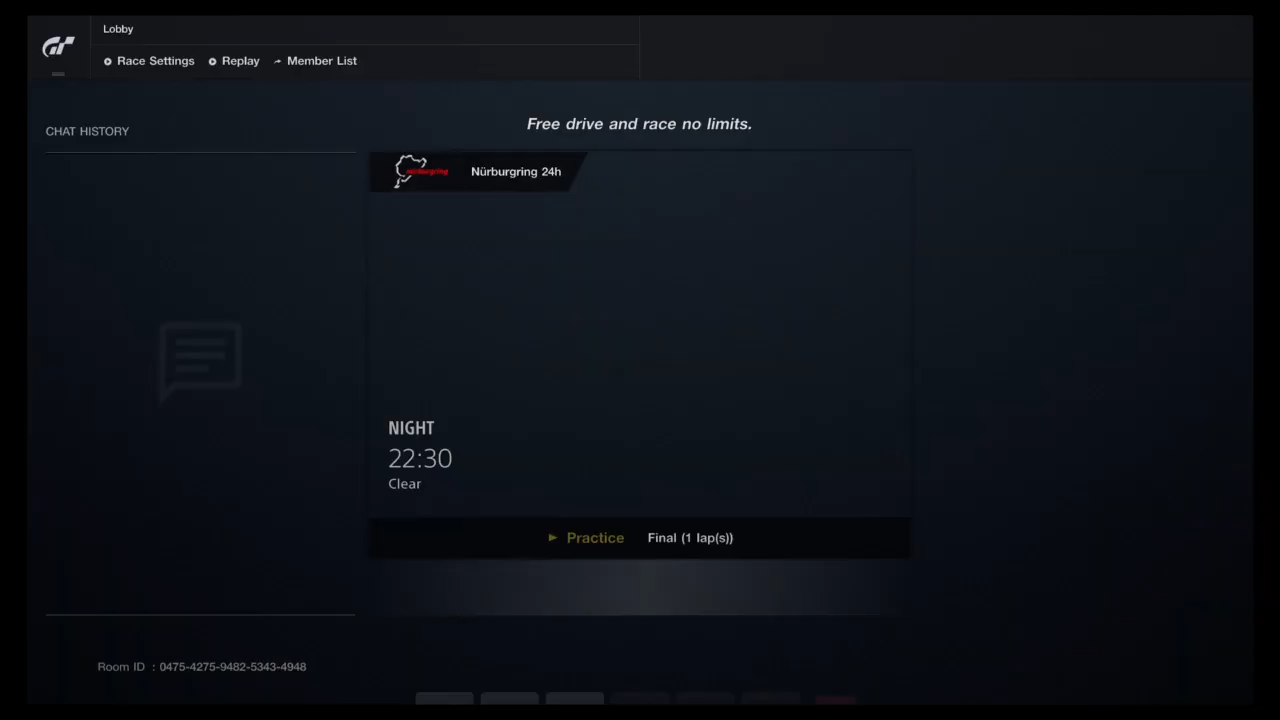 Lobby
Race Settings Replay Member List
CHAT HISTORY
Free drive and race no limits.
nürburgring Nürburgring 24h
NIGHT
22:30
Clear
Practice Final (1 lap(s))
Room ID : 0475-4275-9482-5343-4948